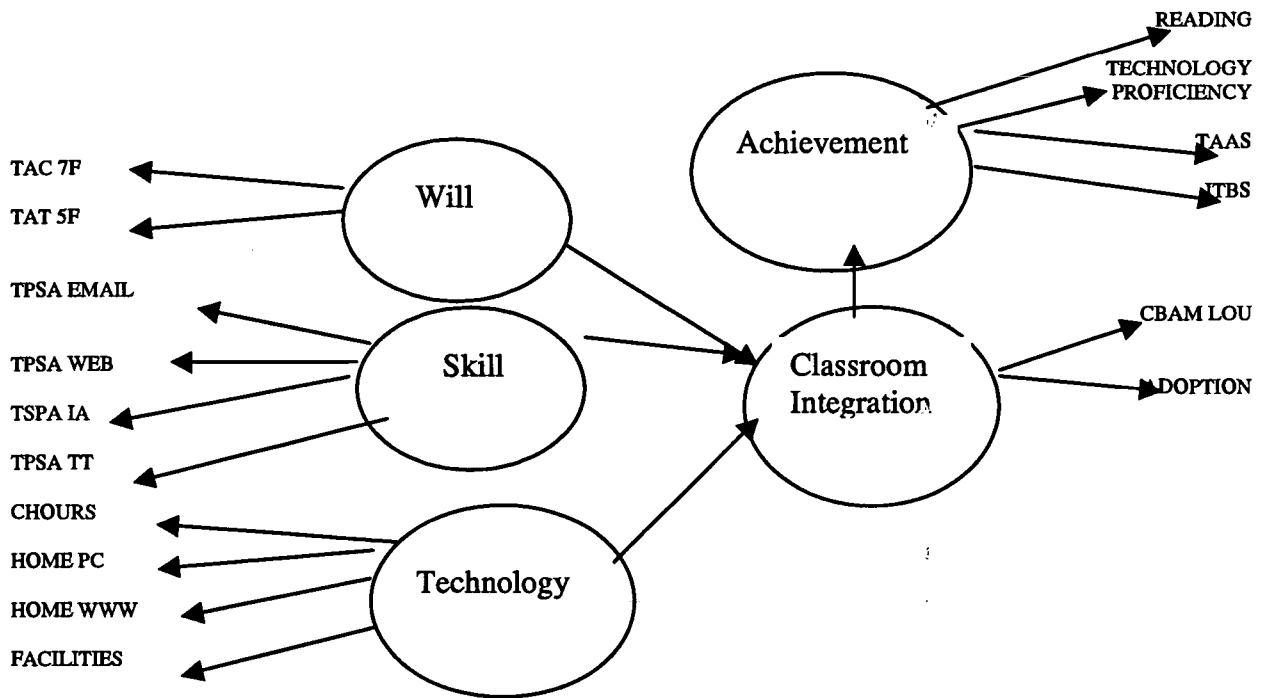 READING
TECHNOLOGY
PROFICIENCY
TAAS
ITBS
Achievement
TAC 7F
TAT 5F
Will
TPSA EMAIL
TPSA WEB
TSPA IA
TPSA TT
Skill
CBAM LOU
ADOPTION
Classroom
Integration
CHOURS
HOME PC
HOME WWW
FACILITIES
Technology